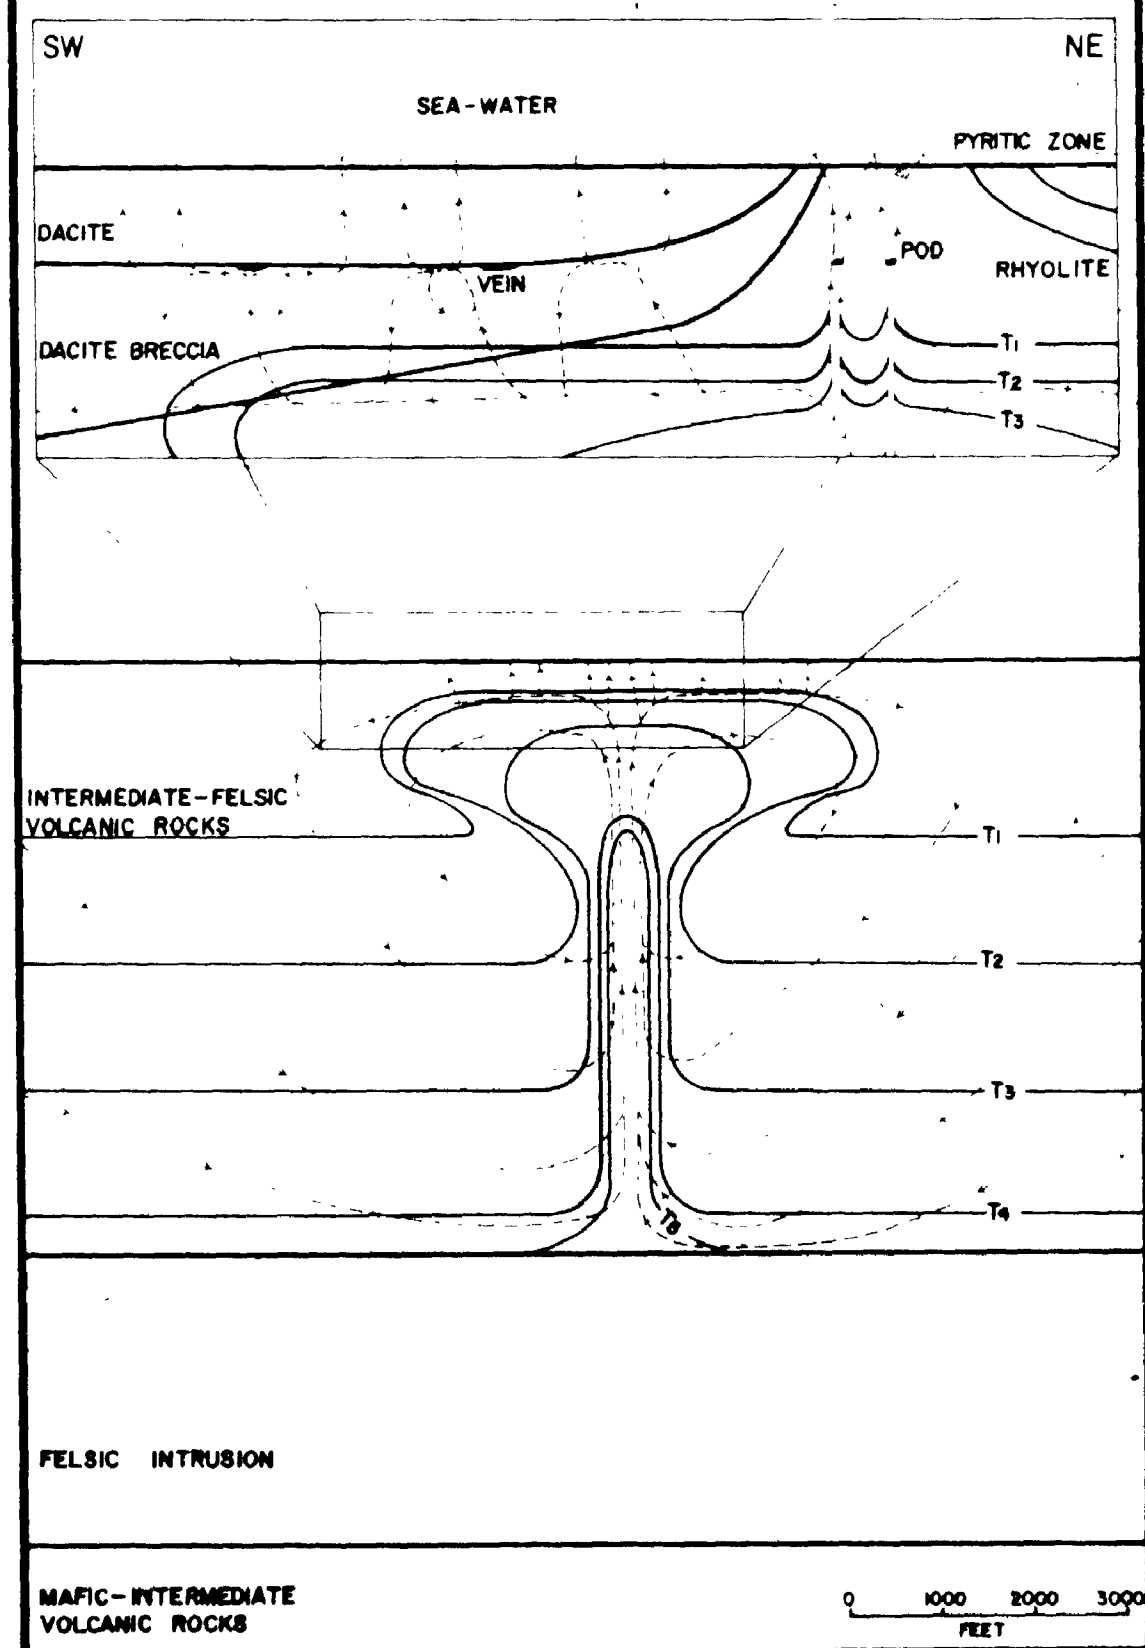 SW
NE
SEA-WATER
PYRITIC ZONE
DACITE
POD
RHYOLITE
VEIN
DACITE BRECCIA
T1
T2
T3
INTERMEDIATE-FELSIC
VOLCANIC ROCKS
T1
T2
T3
T4
FELSIC INTRUSION
MAFIC-INTERMEDIATE
VOLCANIC ROCKS
0 1000 2000 3000
FEET